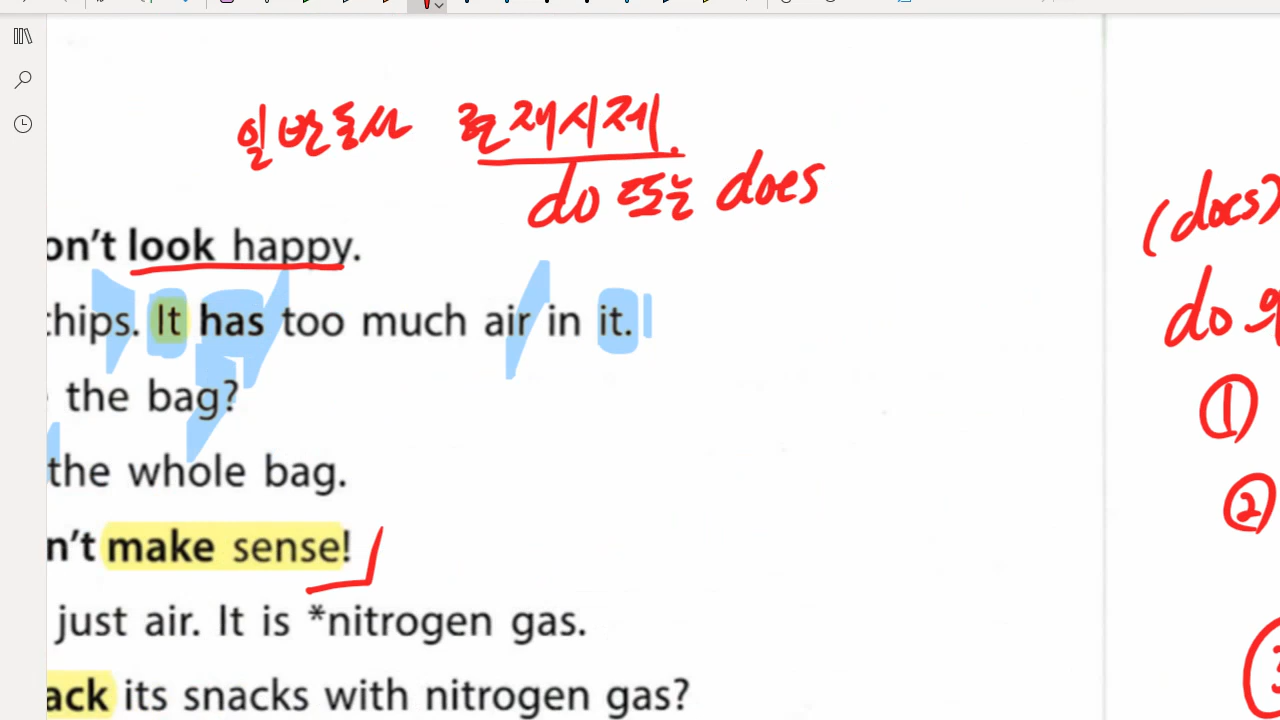 일반동사 현재시제.
do 또는 does
on't look happy.
chips. It has too much air in it.
the bag?
the whole bag.
n't make sense!
just air. It is *nitrogen gas.
ack its snacks with nitrogen gas?
(does)
do 의
①
②
③